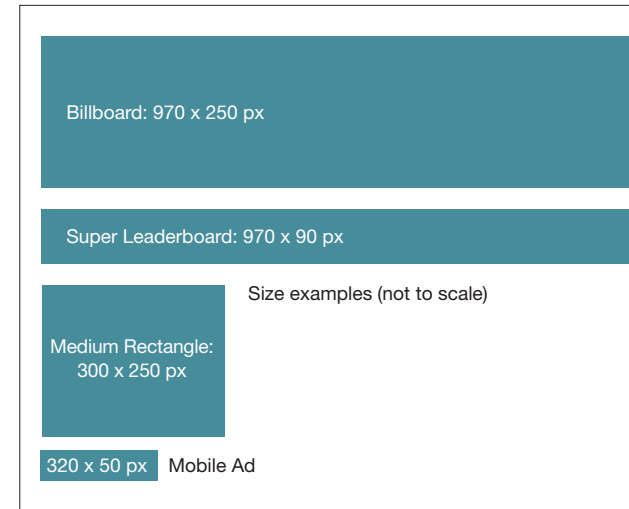 Billboard: 970 x 250 px
Super Leaderboard: 970 x 90 px
Size examples (not to scale)
Medium Rectangle:
300 x 250 px
320 x 50 px
Mobile Ad